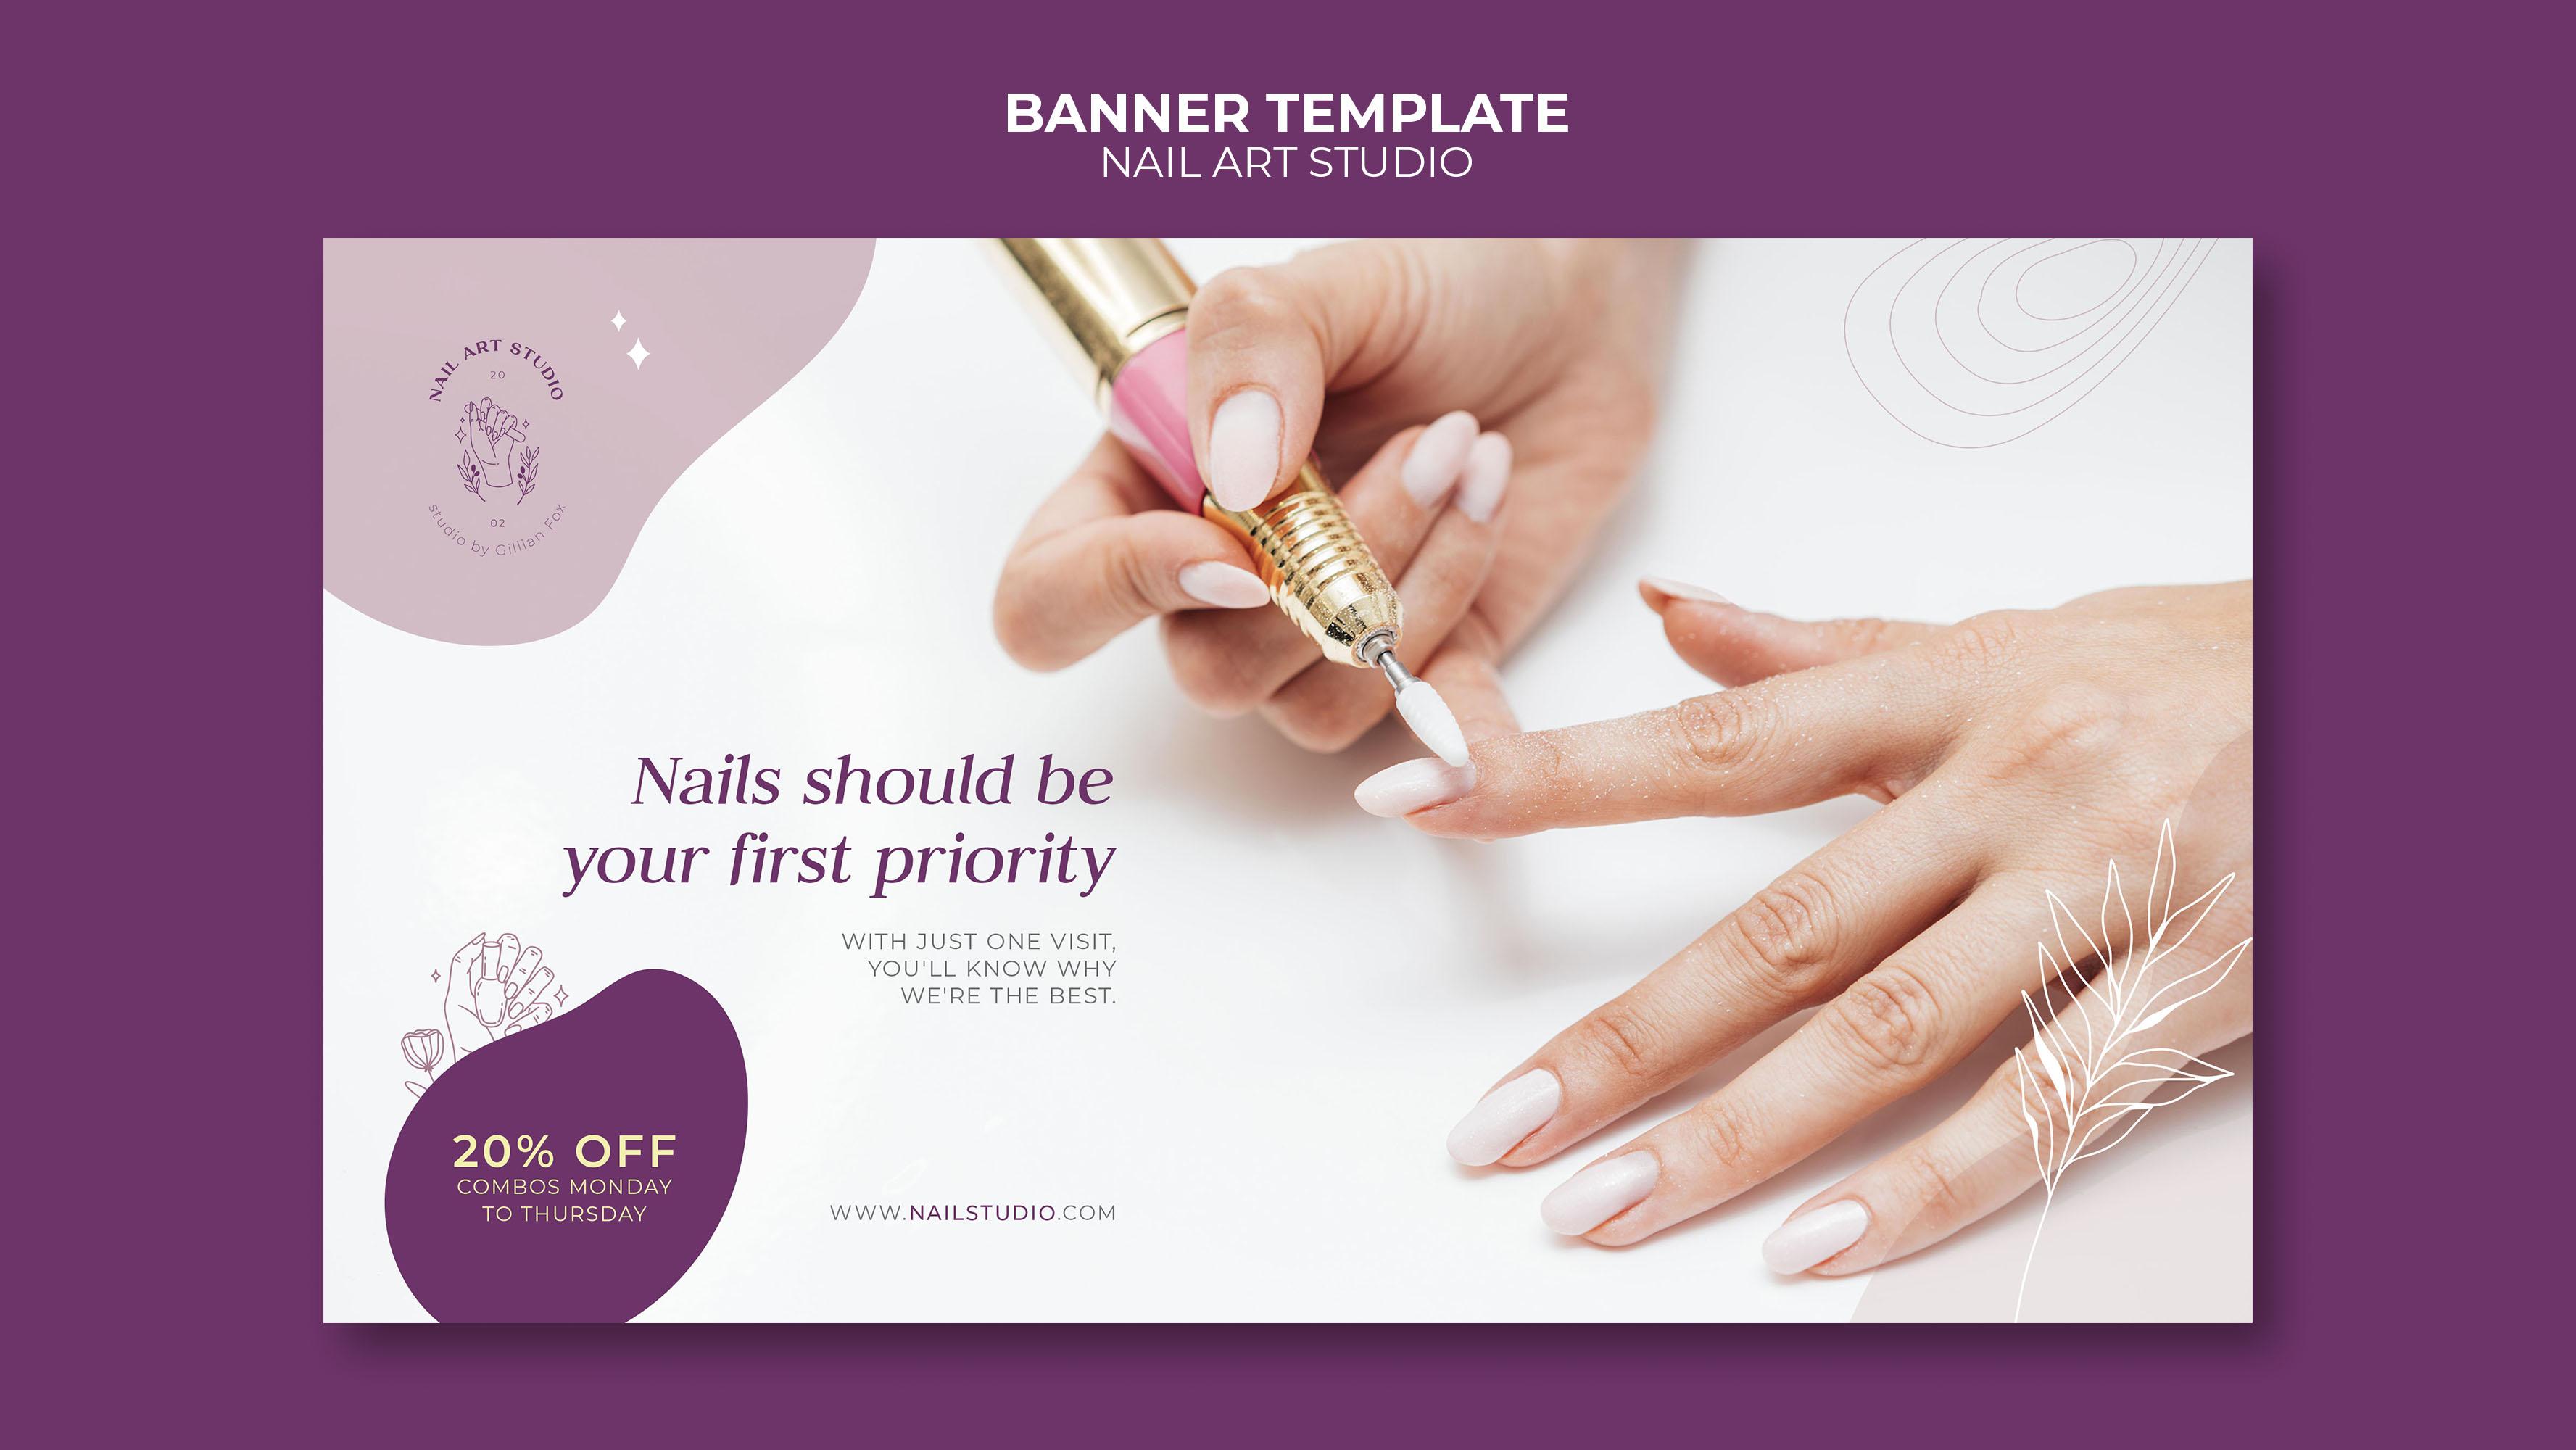 BANNER TEMPLATE
NAIL ART STUDIO
NAIL ART STUDIO
20
02
studio by Gillian Fox
Nails should be
your first priority
WITH JUST ONE VISIT,
YOU'LL KNOW WHY
WE'RE THE BEST.
20% OFF
COMBOS MONDAY
TO THURSDAY
WWW.NAILSTUDIO.COM